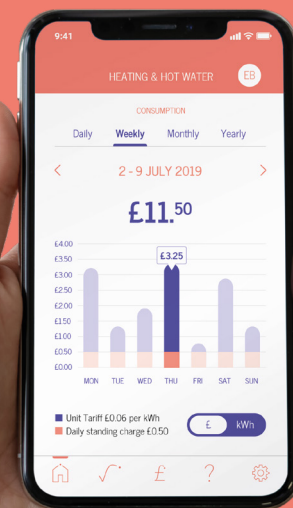 9:41
HEATING & HOT WATER
EB
CONSUMPTION
Daily Weekly Monthly Yearly
< 2 - 9 JULY 2019 >
£11.50
£4.00
£3.50
£3.00
£2.50
£2.00
£1.50
£1.00
£0.50
£0.00
£3.25
MON TUE WED THU FRI SAT SUN
Unit Tariff £0.06 per kWh
Daily standing charge £0.50
£ kWh
£ ?